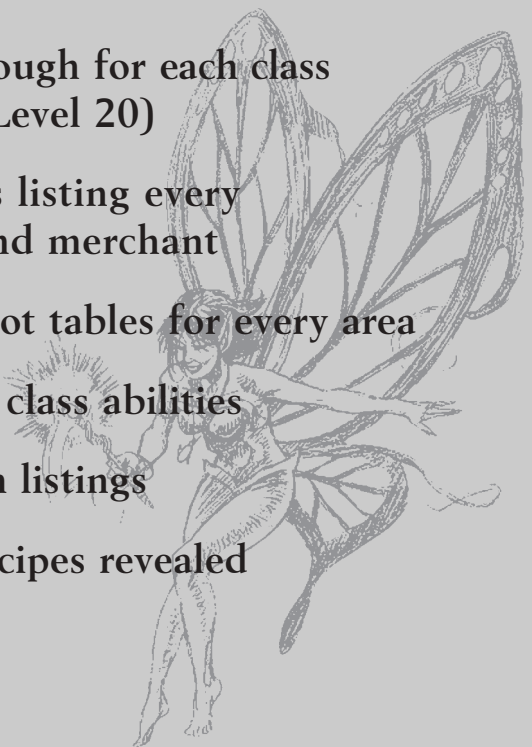 ough for each class
Level 20)
s listing every
nd merchant
ot tables for every area
class abilities
n listings
cipes revealed